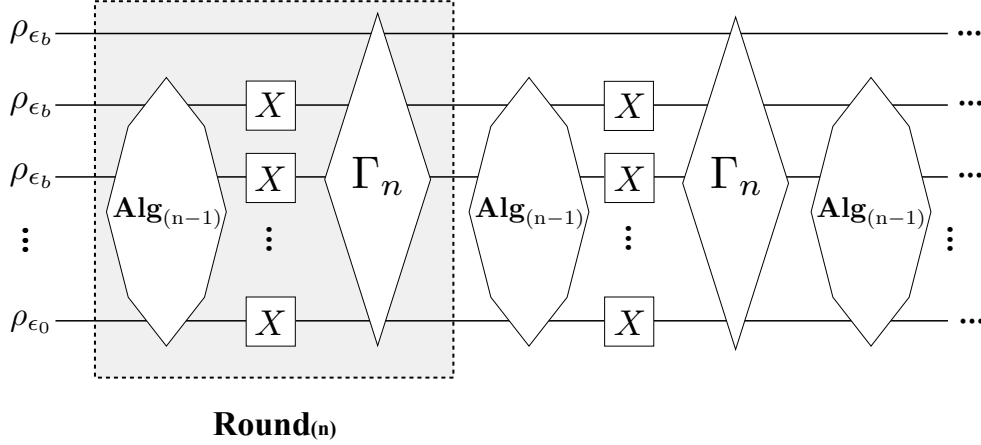 ρ_{ϵ_b} ...
ρ_{ϵ_b} X X ...
ρ_{ϵ_b} Alg_{(n−1)} X Γ_n Alg_{(n−1)} X Γ_n Alg_{(n−1)} ...
⋮ ⋮ ⋮ ⋮
ρ_{ϵ_0} X X ...
Round_{(n)}